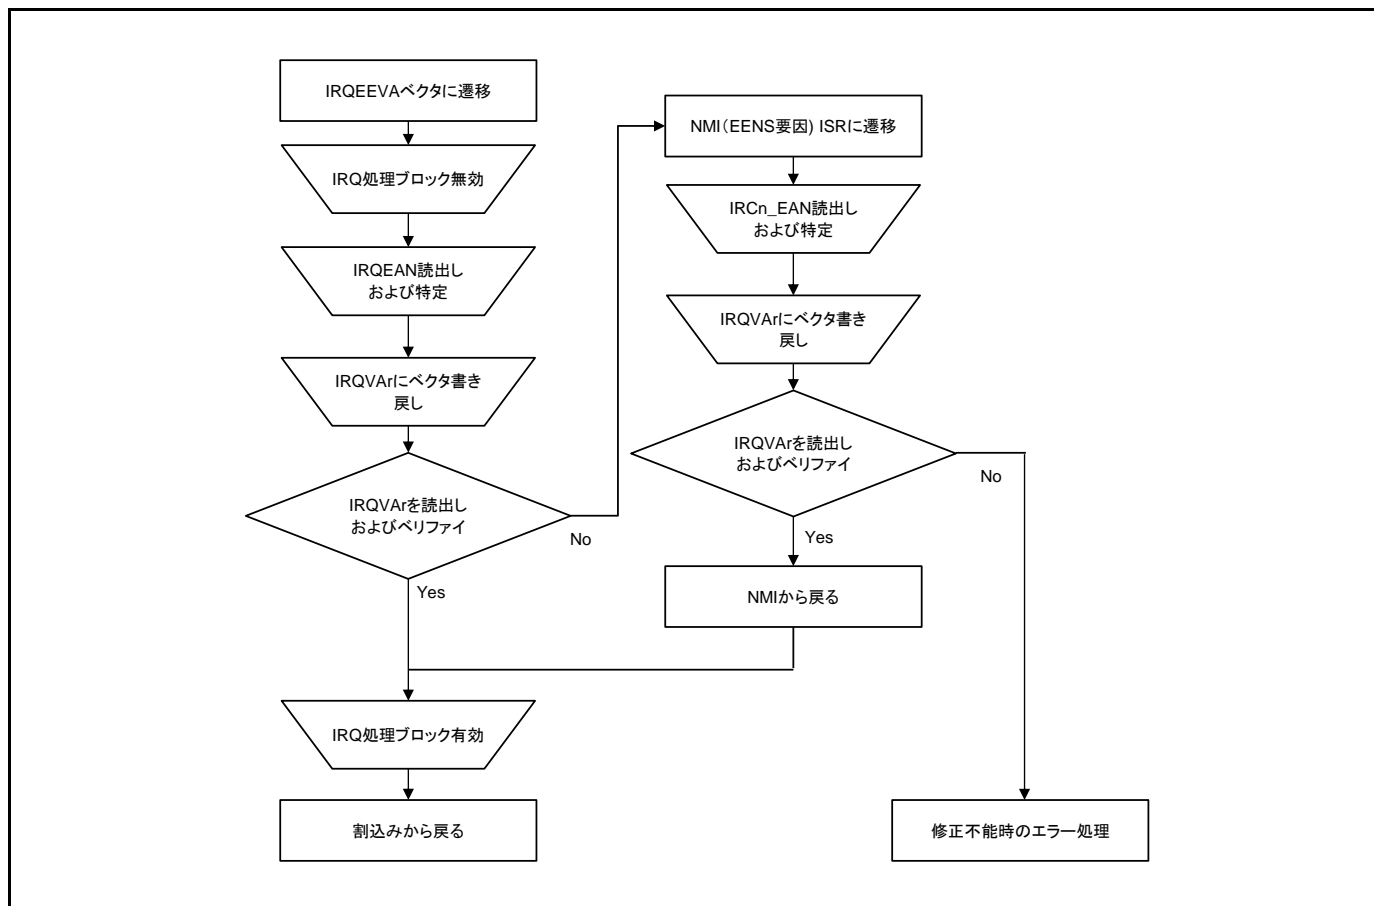 IRQEEVAベクタに遷移
IRQ処理ブロック無効
IRQEAN読出し
および特定
IRQVArにベクタ書き
戻し
IRQVArを読出し
およびベリファイ
No
Yes
NMI(EENS要因) ISRに遷移
IRCn_EAN読出し
および特定
IRQVArにベクタ書き
戻し
IRQVArを読出し
およびベリファイ
No
Yes
NMIから戻る
IRQ処理ブロック有効
割込みから戻る
修正不能時のエラー処理